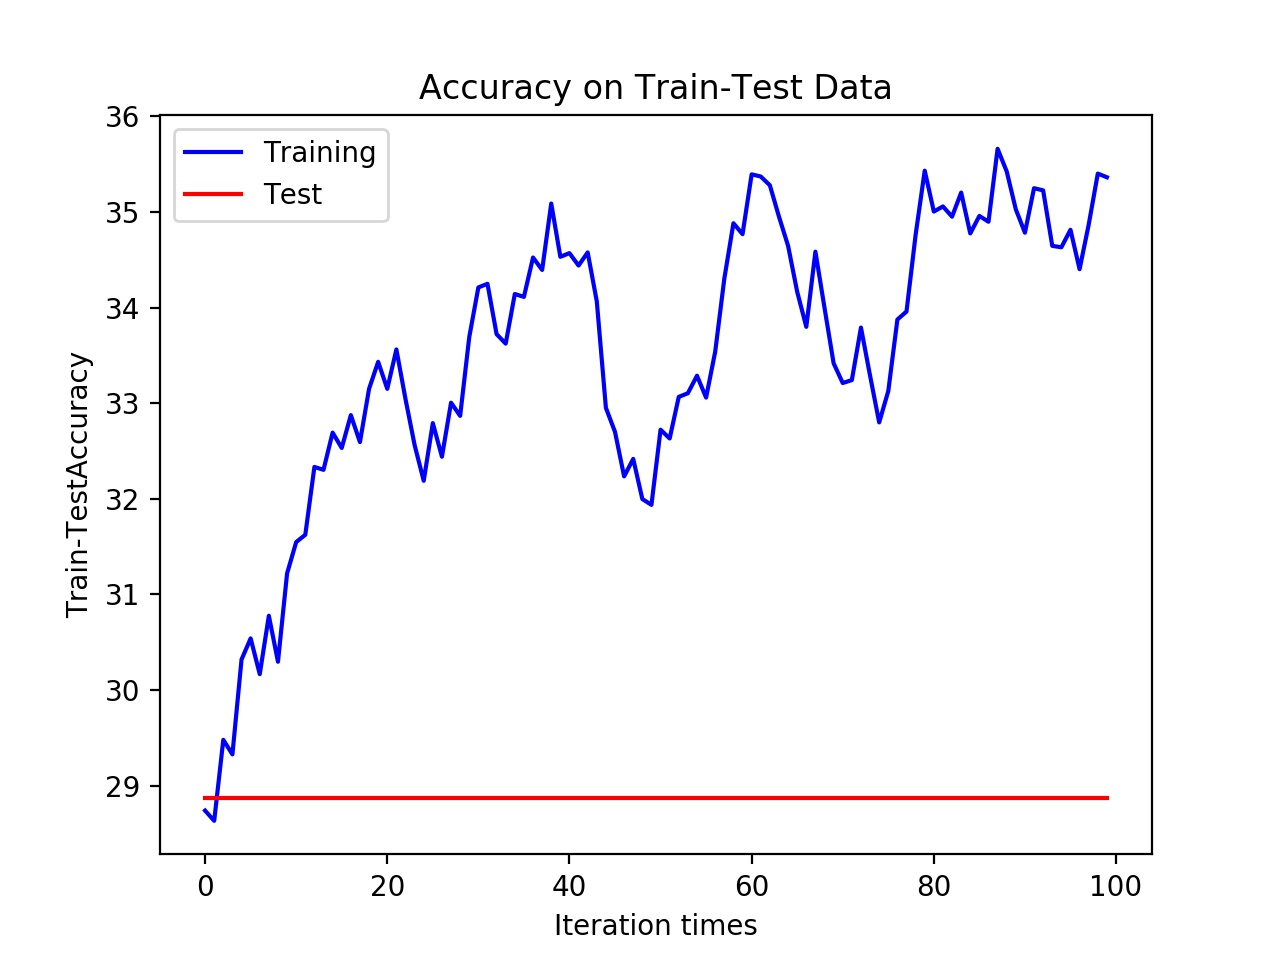 Accuracy on Train-Test Data
Training
Test
Train-TestAccuracy
36
35
34
33
32
31
30
29
0 20 40 60 80 100
Iteration times